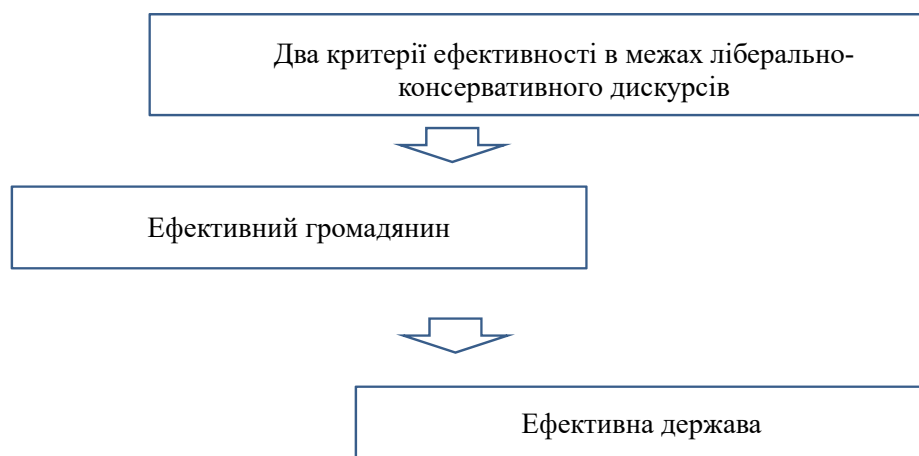 Два критерії ефективності в межах ліберально-
консервативного дискурсів
Ефективний громадянин
Ефективна держава